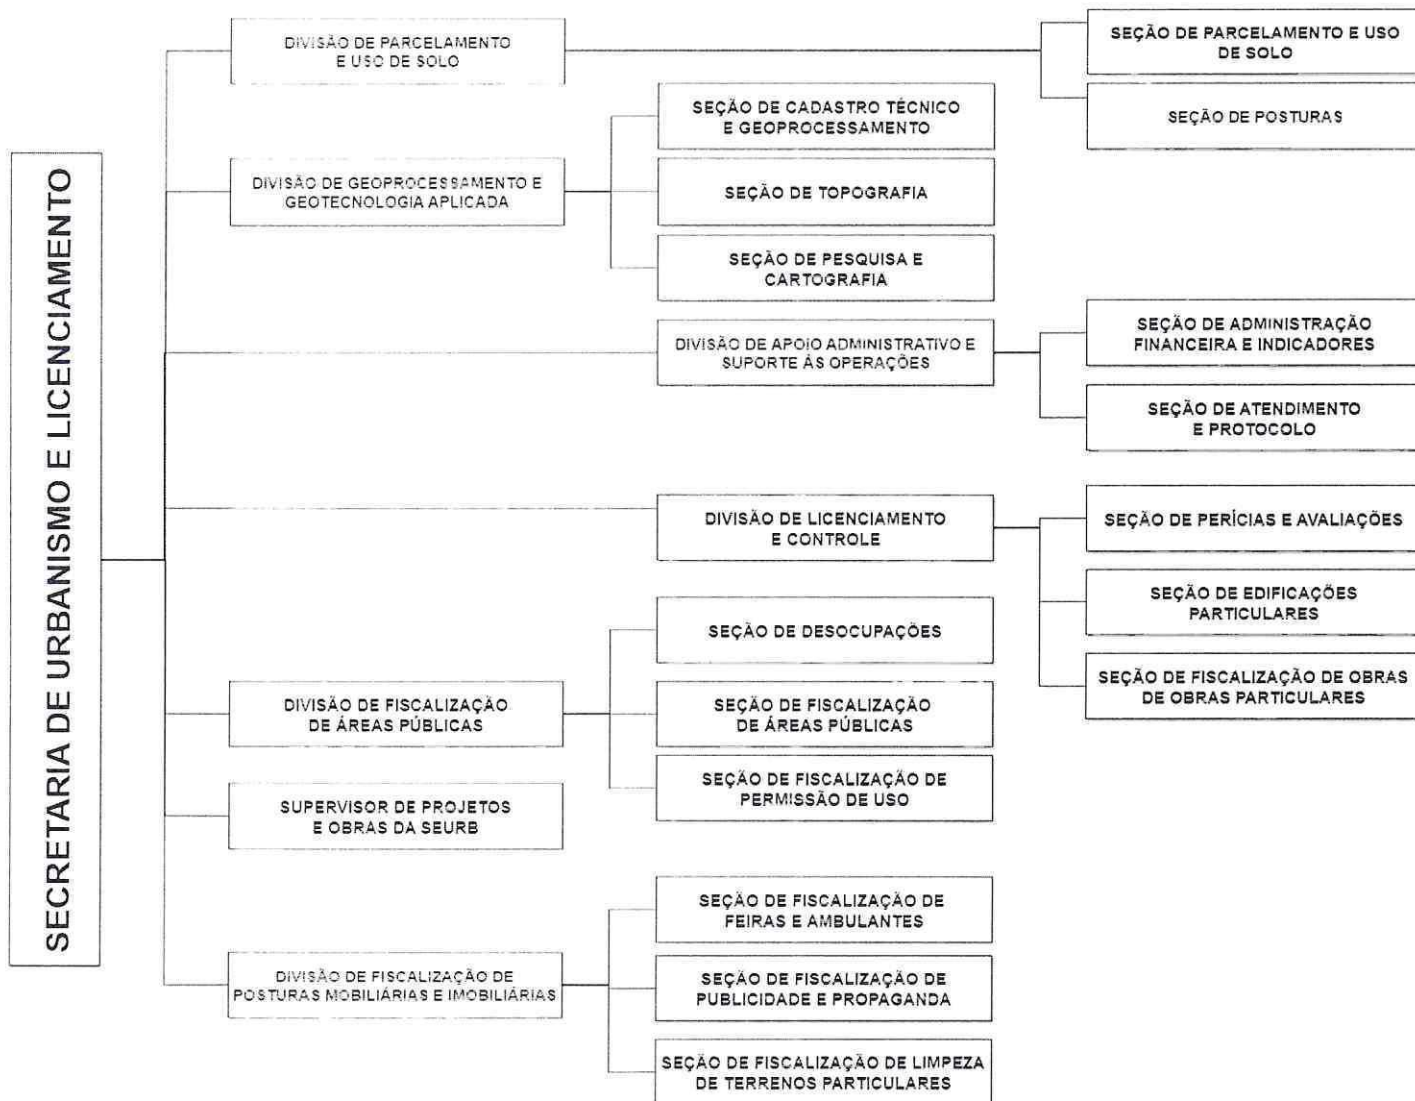 SECRETARIA DE URBANISMO E LICENCIAMENTO
DIVISÃO DE PARCELAMENTO
E USO DE SOLO
SEÇÃO DE PARCELAMENTO E USO
DE SOLO
SEÇÃO DE POSTURAS
DIVISÃO DE GEOPROCESSAMENTO E
GEOTECNOLOGIA APLICADA
SEÇÃO DE CADASTRO TÉCNICO
E GEOPROCESSAMENTO
SEÇÃO DE TOPOGRAFIA
SEÇÃO DE PESQUISA E
CARTOGRAFIA
DIVISÃO DE APOIO ADMINISTRATIVO E
SUPORTE ÀS OPERAÇÕES
SEÇÃO DE ADMINISTRAÇÃO
FINANCEIRA E INDICADORES
SEÇÃO DE ATENDIMENTO
E PROTOCOLO
DIVISÃO DE LICENCIAMENTO
E CONTROLE
SEÇÃO DE PERÍCIAS E AVALIAÇÕES
SEÇÃO DE EDIFICAÇÕES
PARTICULARES
SEÇÃO DE FISCALIZAÇÃO DE OBRAS
DE OBRAS PARTICULARES
DIVISÃO DE FISCALIZAÇÃO
DE ÁREAS PÚBLICAS
SEÇÃO DE DESOCUPAÇÕES
SEÇÃO DE FISCALIZAÇÃO
DE ÁREAS PÚBLICAS
SEÇÃO DE FISCALIZAÇÃO DE
PERMISSÃO DE USO
SUPERVISOR DE PROJETOS
E OBRAS DA SEURB
DIVISÃO DE FISCALIZAÇÃO DE
POSTURAS MOBILIÁRIAS E IMOBILIÁRIAS
SEÇÃO DE FISCALIZAÇÃO DE
FEIRAS E AMBULANTES
SEÇÃO DE FISCALIZAÇÃO DE
PUBLICIDADE E PROPAGANDA
SEÇÃO DE FISCALIZAÇÃO DE LIMPEZA
DE TERRENOS PARTICULARES